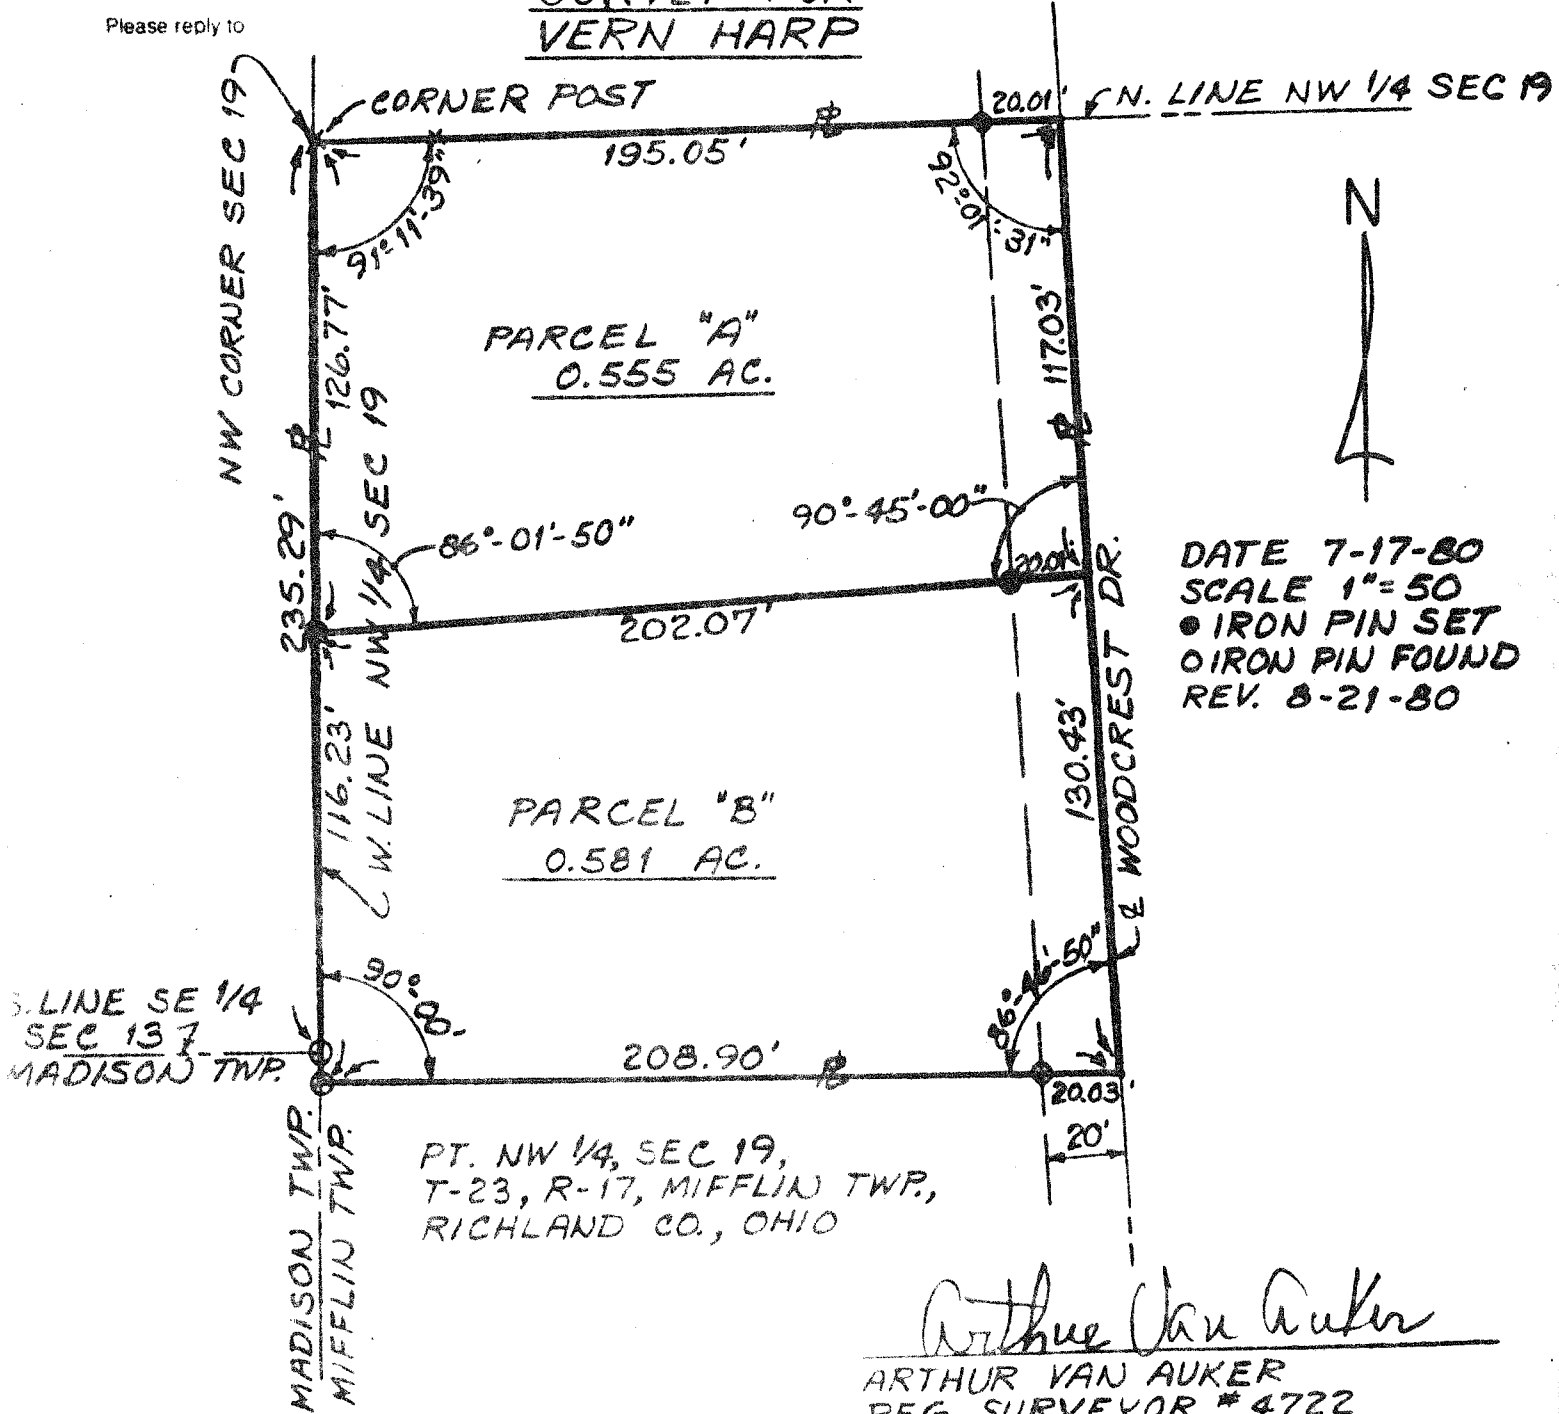 Please reply to
VERN HARP
CORNER POST
20.01'
N. LINE NW 1/4 SEC 19
NW CORNER SEC 19
195.05'
91°-11'-39"
92°-01'-31"
N
126.77'
117.03'
PARCEL "A"
0.555 AC.
86°-01'-50"
90°-45'-00"
20.01'
235.29'
202.07'
W. LINE NW 1/4 SEC 19
DATE 7-17-80
SCALE 1"=50
IRON PIN SET
IRON PIN FOUND
REV. 8-21-80
116.23'
130.43'
℄ WOODCREST DR.
PARCEL "B"
0.581 AC.
90°-00'
86°-46'-50"
S. LINE SE 1/4
SEC 13
MADISON TWP.
208.90'
20.03'
20'
MADISON TWP.
MIFFLIN TWP.
PT. NW 1/4, SEC 19,
T-23, R-17, MIFFLIN TWP.,
RICHLAND CO., OHIO
Arthur Van Auker
ARTHUR VAN AUKER
REG. SURVEYOR # 4722